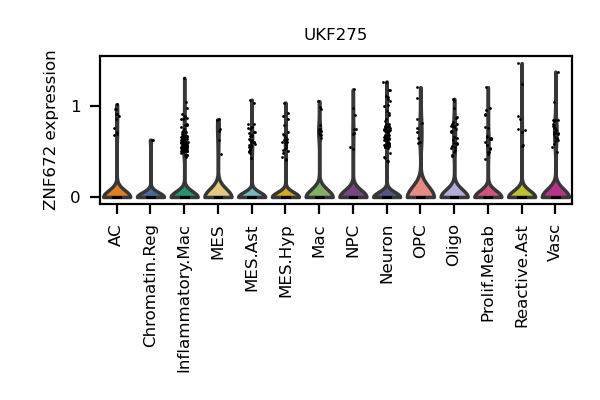 UKF275
ZNF672 expression
1
0
AC
Chromatin.Reg
Inflammatory.Mac
MES
MES.Ast
MES.Hyp
Mac
NPC
Neuron
OPC
Oligo
Prolif.Metab
Reactive.Ast
Vasc